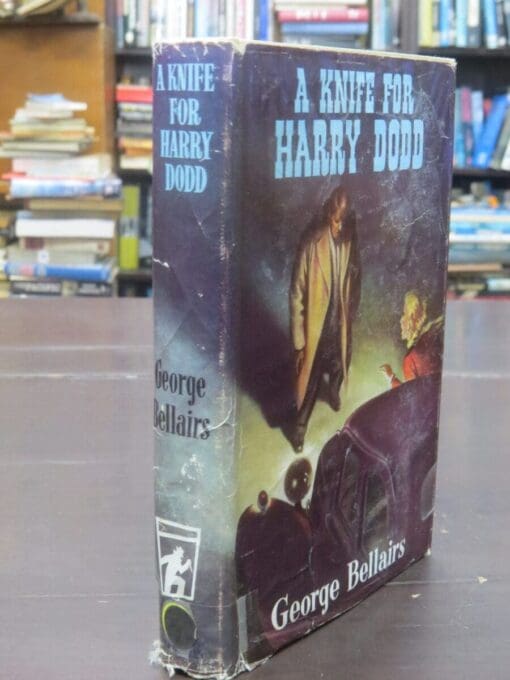 A KNIFE
FOR
HARRY
DODD
George
Bellairs
A KNIFE FOR
HARRY DODD
George Bellairs